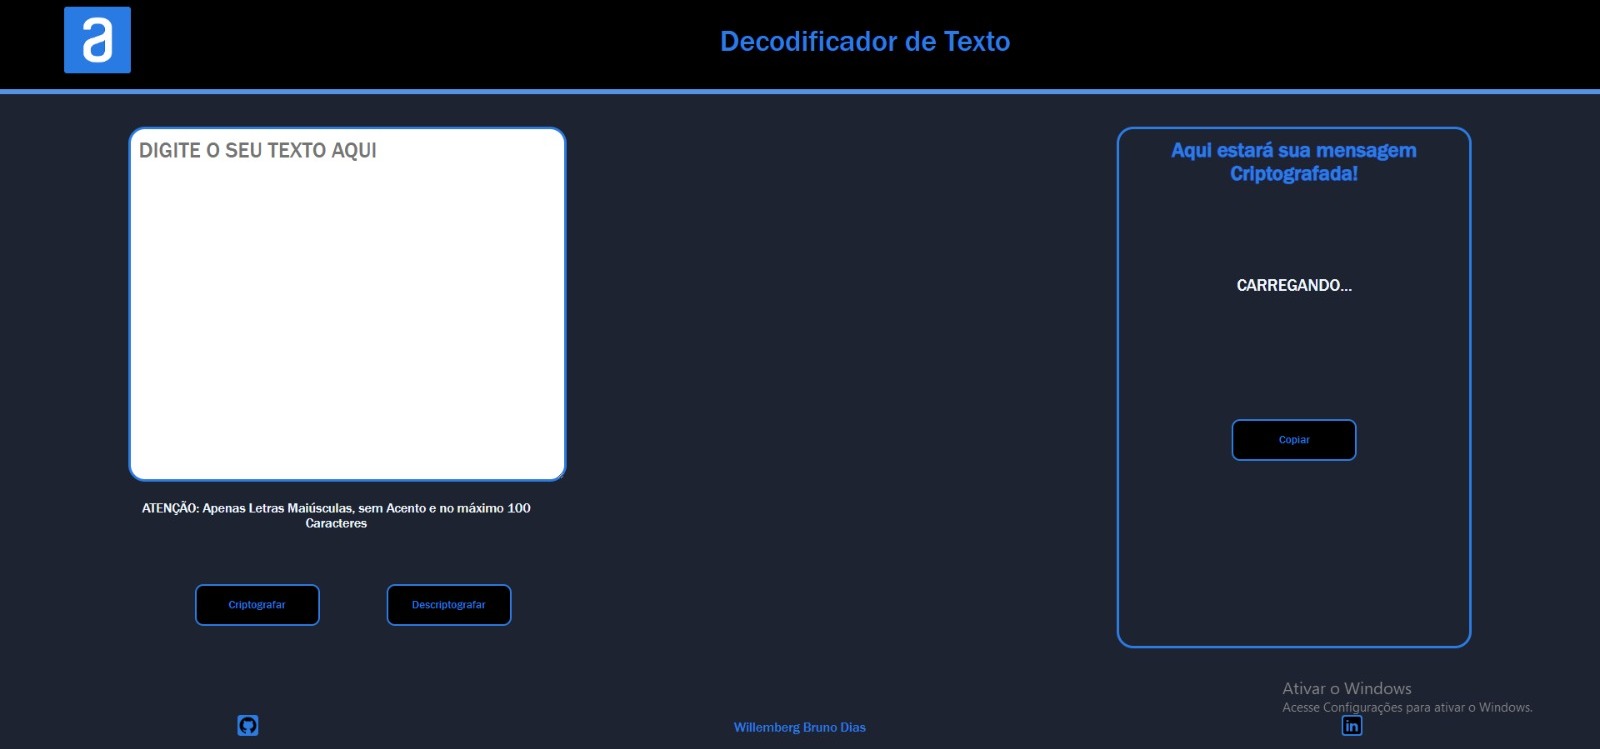 a
Decodificador de Texto
DIGITE O SEU TEXTO AQUI
ATENÇÃO: Apenas Letras Maiúsculas, sem Acento e no máximo 100
Caracteres
Criptografar
Descriptografar
Aqui estará sua mensagem
Criptografada!
CARREGANDO...
Copiar
Ativar o Windows
Acesse Configurações para ativar o Windows.
Willemberg Bruno Dias
in